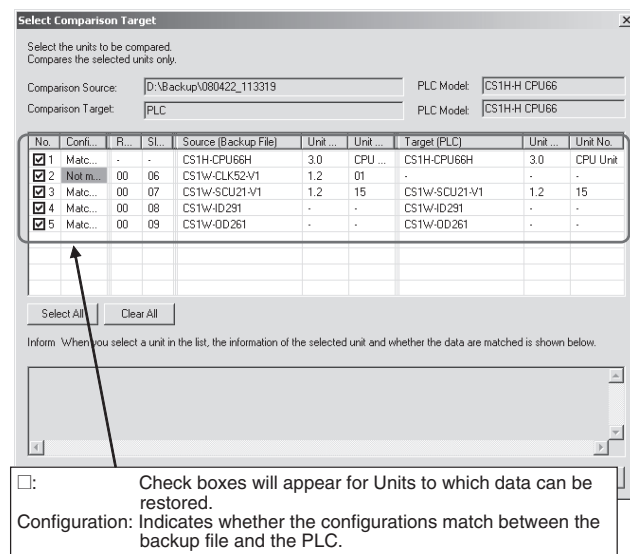 Select Comparison Target
Select the units to be compared.
Compares the selected units only.
Comparison Source: D:\Backup\080422_113319 PLC Model: CS1H-H CPU66
Comparison Target: PLC PLC Model: CS1H-H CPU66
No. Confi... R... Sl... Source (Backup File) Unit ... Unit ... Target (PLC) Unit ... Unit No.
1 Matc... - - CS1H-CPU66H 3.0 CPU ... CS1H-CPU66H 3.0 CPU Unit
2 Not m... 00 06 CS1W-CLK52-V1 1.2 01 - - -
3 Matc... 00 07 CS1W-SCU21-V1 1.2 15 CS1W-SCU21-V1 1.2 15
4 Matc... 00 08 CS1W-ID291 - - CS1W-ID291 - -
5 Matc... 00 09 CS1W-OD261 - - CS1W-OD261 - -
Select All Clear All
Inform When you select a unit in the list, the information of the selected unit and whether the data are matched is shown below.
□: Check boxes will appear for Units to which data can be
restored.
Configuration: Indicates whether the configurations match between the
backup file and the PLC.